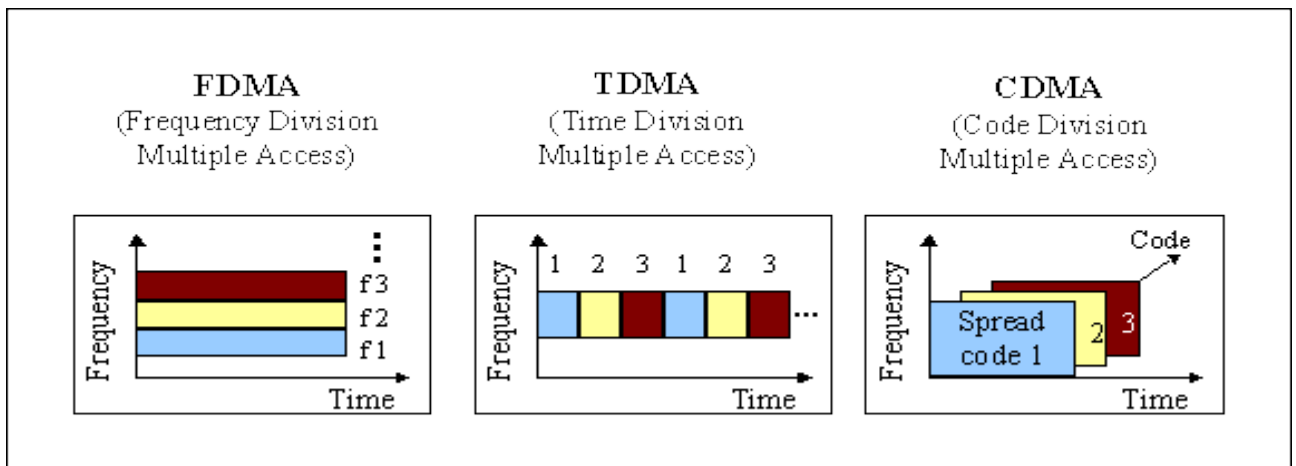 FDMA
(Frequency Division
Multiple Access)
TDMA
(Time Division
Multiple Access)
CDMA
(Code Division
Multiple Access)
Frequency
f3
f2
f1
Time
Frequency
1 2 3 1 2 3
...
Time
Frequency
Code
Spread
code 1
2
3
Time